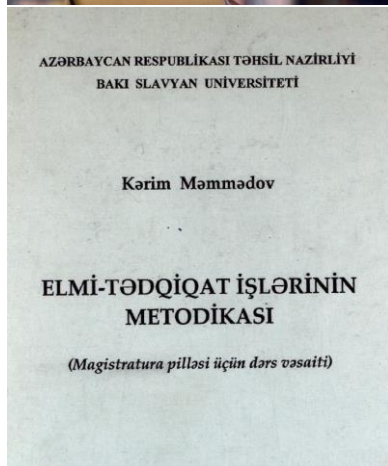 AZƏRBAYCAN RESPUBLİKASI TƏHSİL NAZİRLİYİ
BAKI SLAVYAN UNİVERSİTETİ
Kərim Məmmədov
ELMİ-TƏDQİQAT İŞLƏRİNİN
METODİKASI
(Magistratura pilləsi üçün dərs vəsaiti)